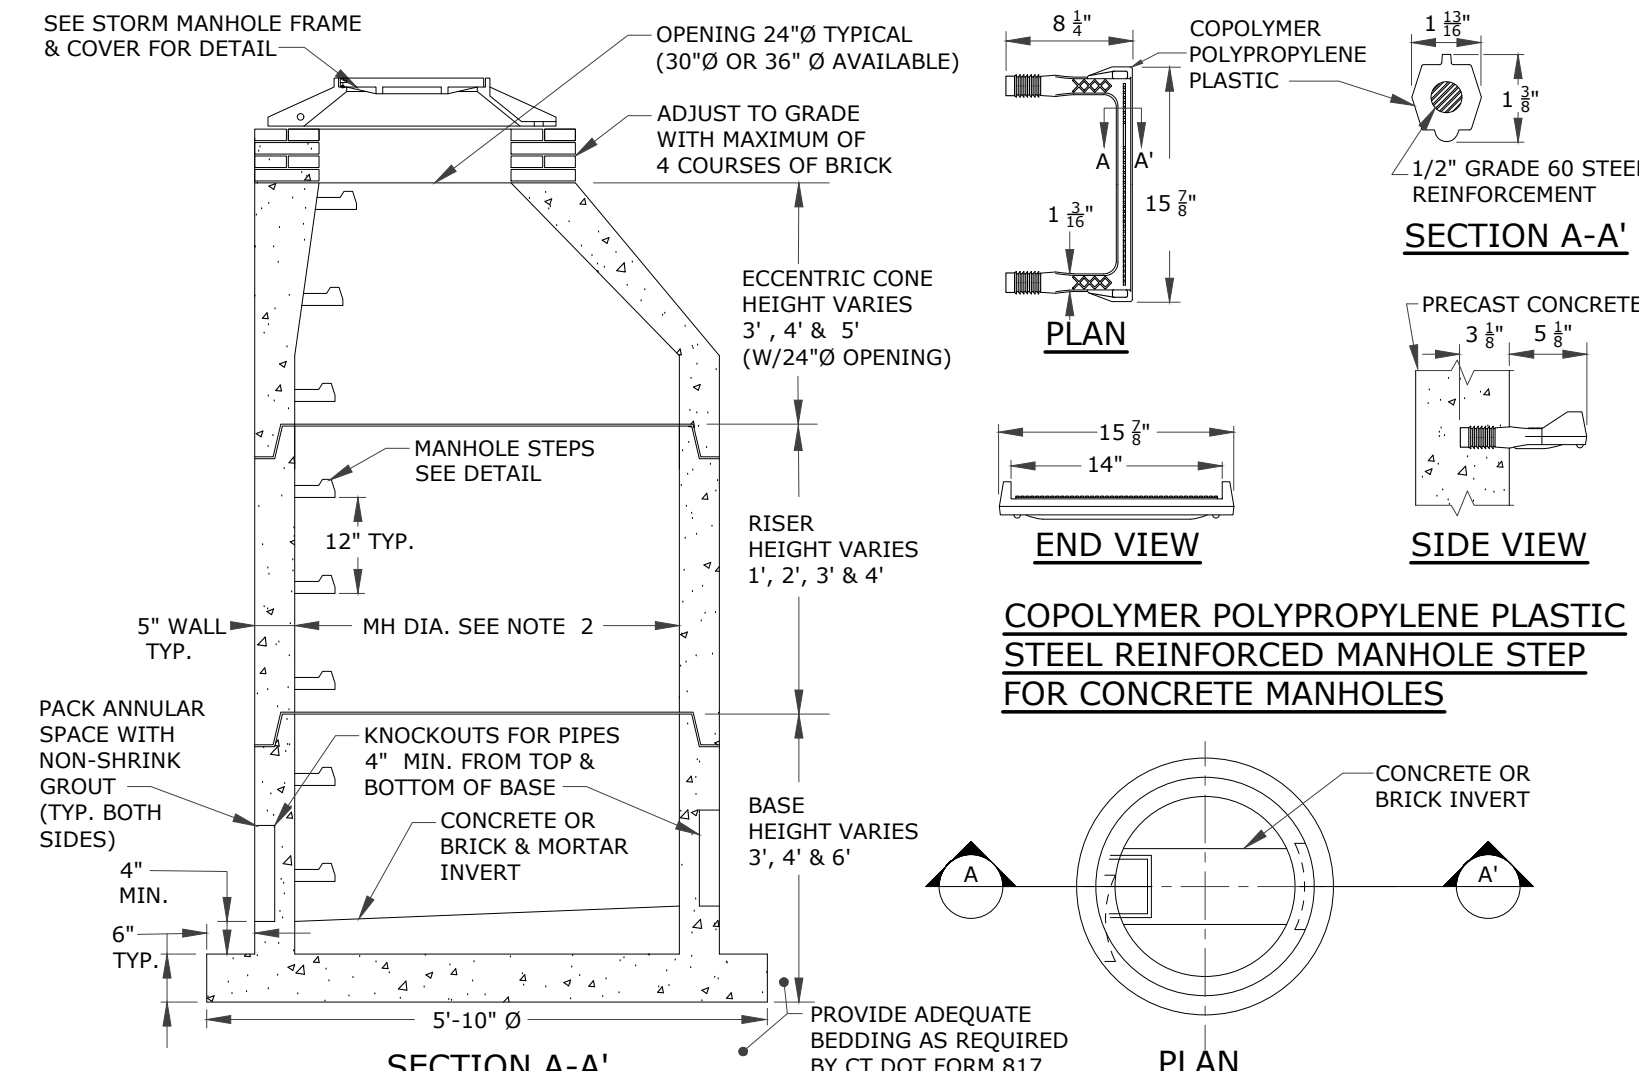 SEE STORM MANHOLE FRAME
& COVER FOR DETAIL
OPENING 24"Ø TYPICAL
(30"Ø OR 36" Ø AVAILABLE)
ADJUST TO GRADE
WITH MAXIMUM OF
4 COURSES OF BRICK
ECCENTRIC CONE
HEIGHT VARIES
3' , 4' & 5'
(W/24"Ø OPENING)
MANHOLE STEPS
SEE DETAIL
12" TYP.
RISER
HEIGHT VARIES
1', 2', 3' & 4'
5" WALL
TYP.
MH DIA. SEE NOTE 2
PACK ANNULAR
SPACE WITH
NON-SHRINK
GROUT
(TYP. BOTH
SIDES)
KNOCKOUTS FOR PIPES
4" MIN. FROM TOP &
BOTTOM OF BASE
CONCRETE OR
BRICK & MORTAR
INVERT
BASE
HEIGHT VARIES
3', 4' & 6'
4"
MIN.
6"
TYP.
5'-10" Ø
PROVIDE ADEQUATE
BEDDING AS REQUIRED
BY CT DOT FORM 817
SECTION A-A'
8 1/4"
COPOLYMER
POLYPROPYLENE
PLASTIC
A A'
15 7/8"
1 3/16"
PLAN
1 13/16"
1 3/8"
1/2" GRADE 60 STEEL
REINFORCEMENT
SECTION A-A'
15 7/8"
14"
END VIEW
PRECAST CONCRETE
3 1/8" 5 1/8"
SIDE VIEW
COPOLYMER POLYPROPYLENE PLASTIC
STEEL REINFORCED MANHOLE STEP
FOR CONCRETE MANHOLES
CONCRETE OR
BRICK INVERT
A A'
PLAN